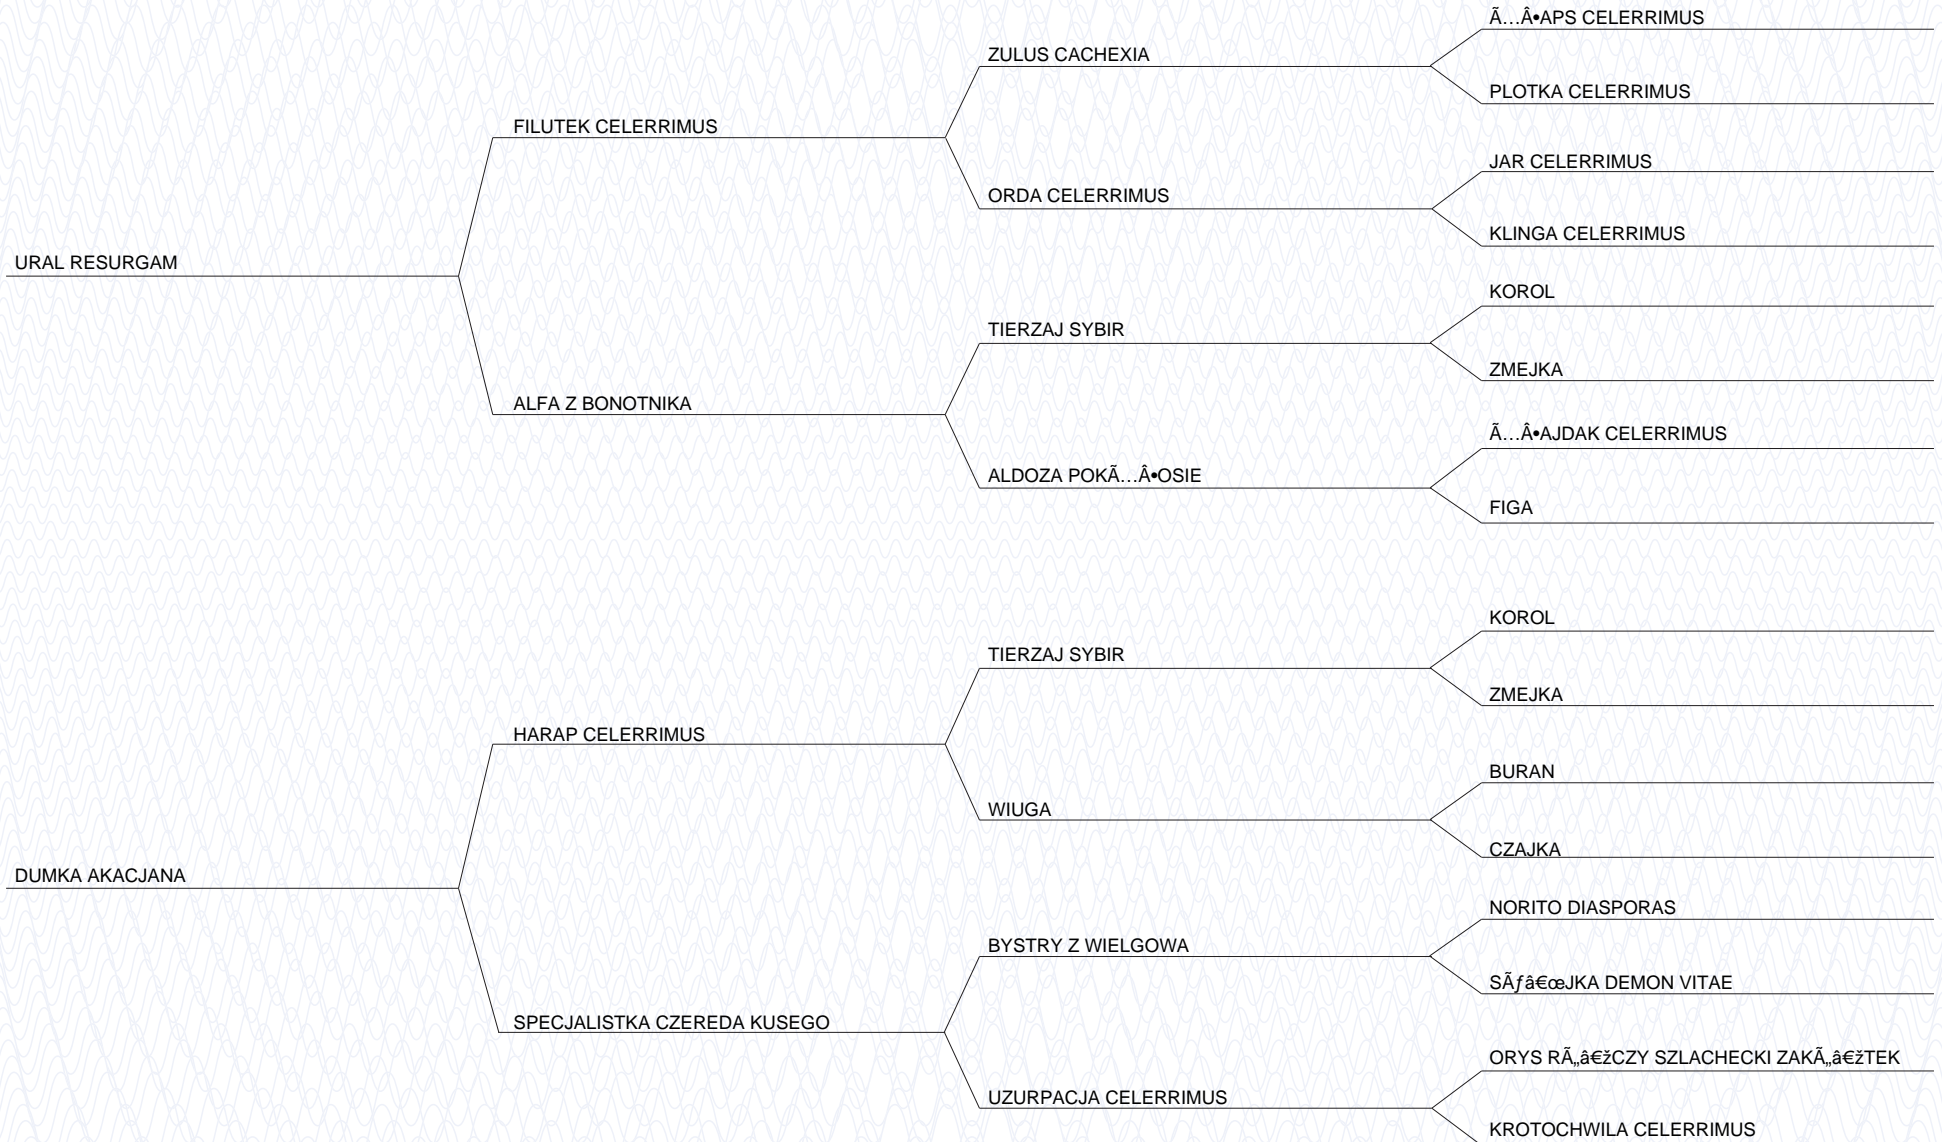 Ã…Â•APS CELERRIMUS
ZULUS CACHEXIA
PLOTKA CELERRIMUS
FILUTEK CELERRIMUS
JAR CELERRIMUS
ORDA CELERRIMUS
KLINGA CELERRIMUS
URAL RESURGAM
KOROL
TIERZAJ SYBIR
ZMEJKA
ALFA Z BONOTNIKA
Ã…Â•AJDAK CELERRIMUS
ALDOZA POKÃ…Â•OSIE
FIGA
KOROL
TIERZAJ SYBIR
ZMEJKA
HARAP CELERRIMUS
BURAN
WIUGA
CZAJKA
DUMKA AKACJANA
NORITO DIASPORAS
BYSTRY Z WIELGOWA
SÃƒâ€œJKA DEMON VITAE
SPECJALISTKA CZEREDA KUSEGO
ORYS RÃ„â€žCZY SZLACHECKI ZAKÃ„â€žTEK
UZURPACJA CELERRIMUS
KROTOCHWILA CELERRIMUS